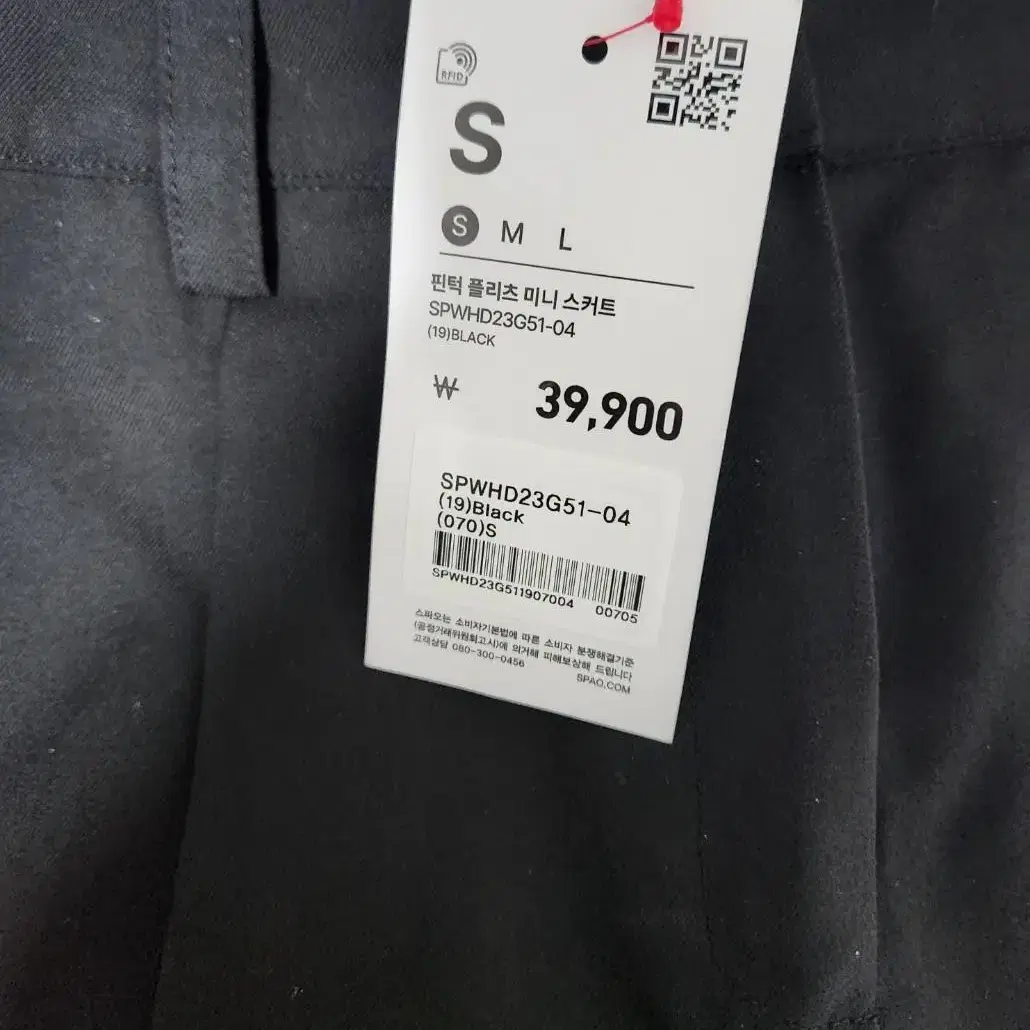 RFID
S
S M L
핀턱 플리츠 미니 스커트
SPWHD23G51-04
(19)BLACK
₩ 39,900
SPWHD23G51-04
(19)Black
(070)S
SPWHD23G511907004 00705
스파오는 소비자기본법에 따른 소비자 분쟁해결기준
(공정거래위원회고시)에 의거해 피해보상해 드립니다
고객상담 080-300-0456
SPAO.COM